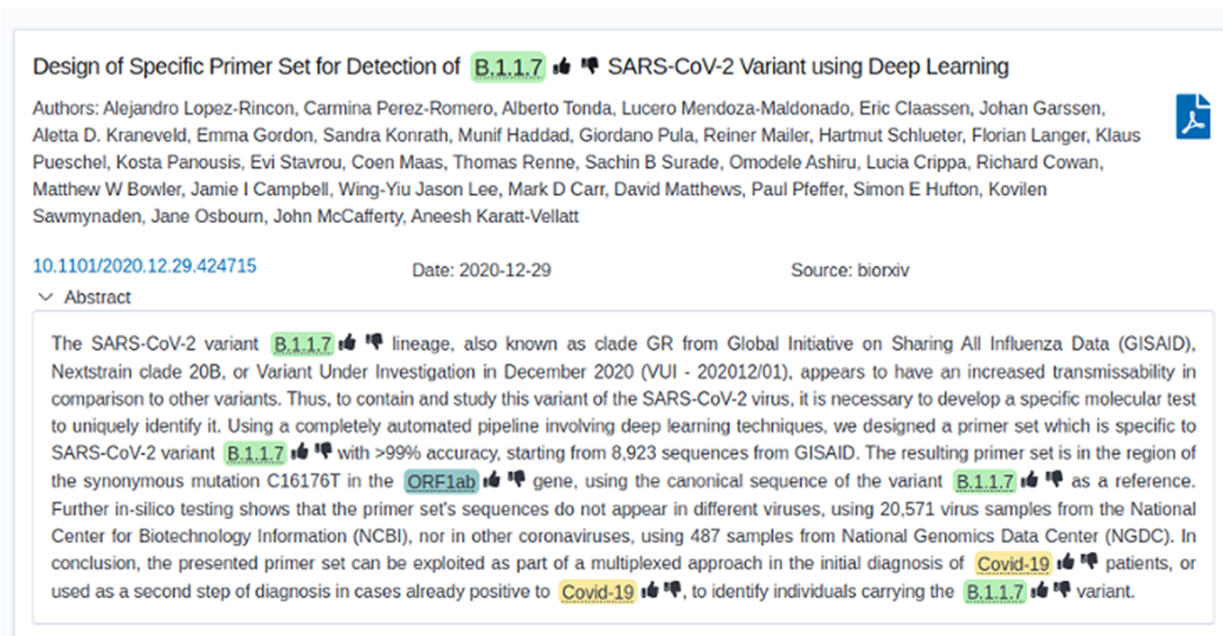 Design of Specific Primer Set for Detection of B.1.1.7 SARS-CoV-2 Variant using Deep Learning
Authors: Alejandro Lopez-Rincon, Carmina Perez-Romero, Alberto Tonda, Lucero Mendoza-Maldonado, Eric Claassen, Johan Garssen,
Aletta D. Kraneveld, Emma Gordon, Sandra Konrath, Munif Haddad, Giordano Pula, Reiner Mailer, Hartmut Schlueter, Florian Langer, Klaus
Pueschel, Kosta Panousis, Evi Stavrou, Coen Maas, Thomas Renne, Sachin B Surade, Omodele Ashiru, Lucia Crippa, Richard Cowan,
Matthew W Bowler, Jamie I Campbell, Wing-Yiu Jason Lee, Mark D Carr, David Matthews, Paul Pfeffer, Simon E Hufton, Kovilen
Sawmynaden, Jane Osbourn, John McCafferty, Aneesh Karatt-Vellatt
10.1101/2020.12.29.424715 Date: 2020-12-29 Source: biorxiv
Abstract
The SARS-CoV-2 variant B.1.1.7 lineage, also known as clade GR from Global Initiative on Sharing All Influenza Data (GISAID),
Nextstrain clade 20B, or Variant Under Investigation in December 2020 (VUI - 202012/01), appears to have an increased transmissability in
comparison to other variants. Thus, to contain and study this variant of the SARS-CoV-2 virus, it is necessary to develop a specific molecular test
to uniquely identify it. Using a completely automated pipeline involving deep learning techniques, we designed a primer set which is specific to
SARS-CoV-2 variant B.1.1.7 with >99% accuracy, starting from 8,923 sequences from GISAID. The resulting primer set is in the region of
the synonymous mutation C16176T in the ORF1ab gene, using the canonical sequence of the variant B.1.1.7 as a reference.
Further in-silico testing shows that the primer set's sequences do not appear in different viruses, using 20,571 virus samples from the National
Center for Biotechnology Information (NCBI), nor in other coronaviruses, using 487 samples from National Genomics Data Center (NGDC). In
conclusion, the presented primer set can be exploited as part of a multiplexed approach in the initial diagnosis of Covid-19 patients, or
used as a second step of diagnosis in cases already positive to Covid-19 , to identify individuals carrying the B.1.1.7 variant.